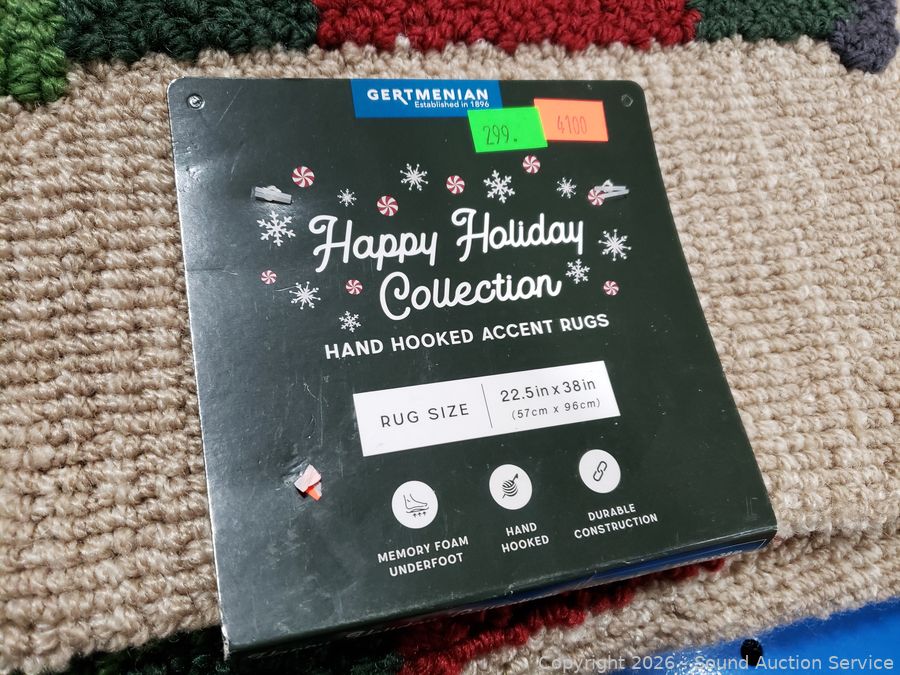 GERTMENIAN
Established in 1896
299.
4100
Happy Holiday
Collection
HAND HOOKED ACCENT RUGS
RUG SIZE
22.5in x 38in
(57cm x 96cm)
MEMORY FOAM
UNDERFOOT
HAND
HOOKED
DURABLE
CONSTRUCTION
Copyright 2026 - Sound Auction Service